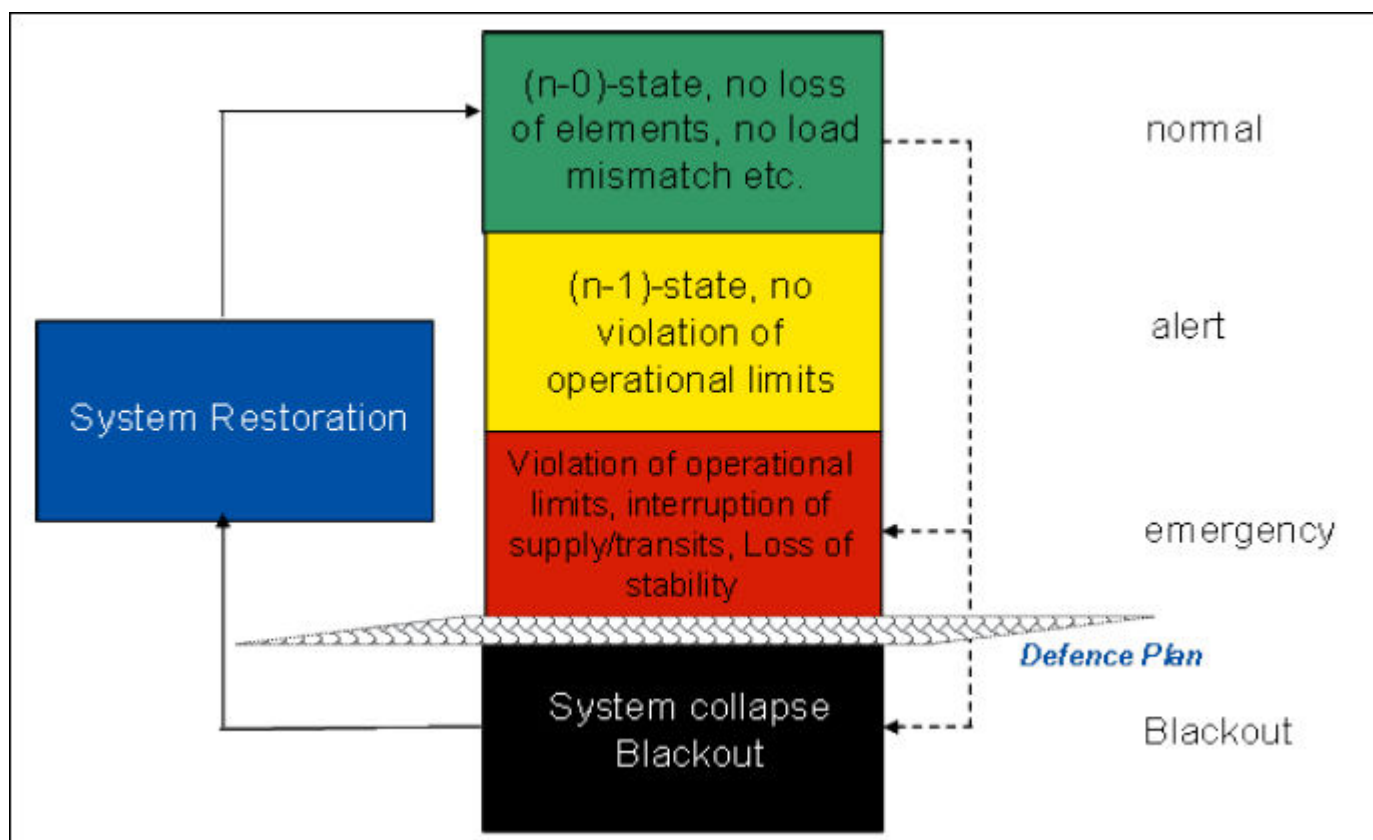 (n-0)-state, no loss
of elements, no load
mismatch etc.
normal
(n-1)-state, no
violation of
operational limits
alert
System Restoration
Violation of operational
limits, interruption of
supply/transits, Loss of
stability
emergency
Defence Plan
System collapse
Blackout
Blackout